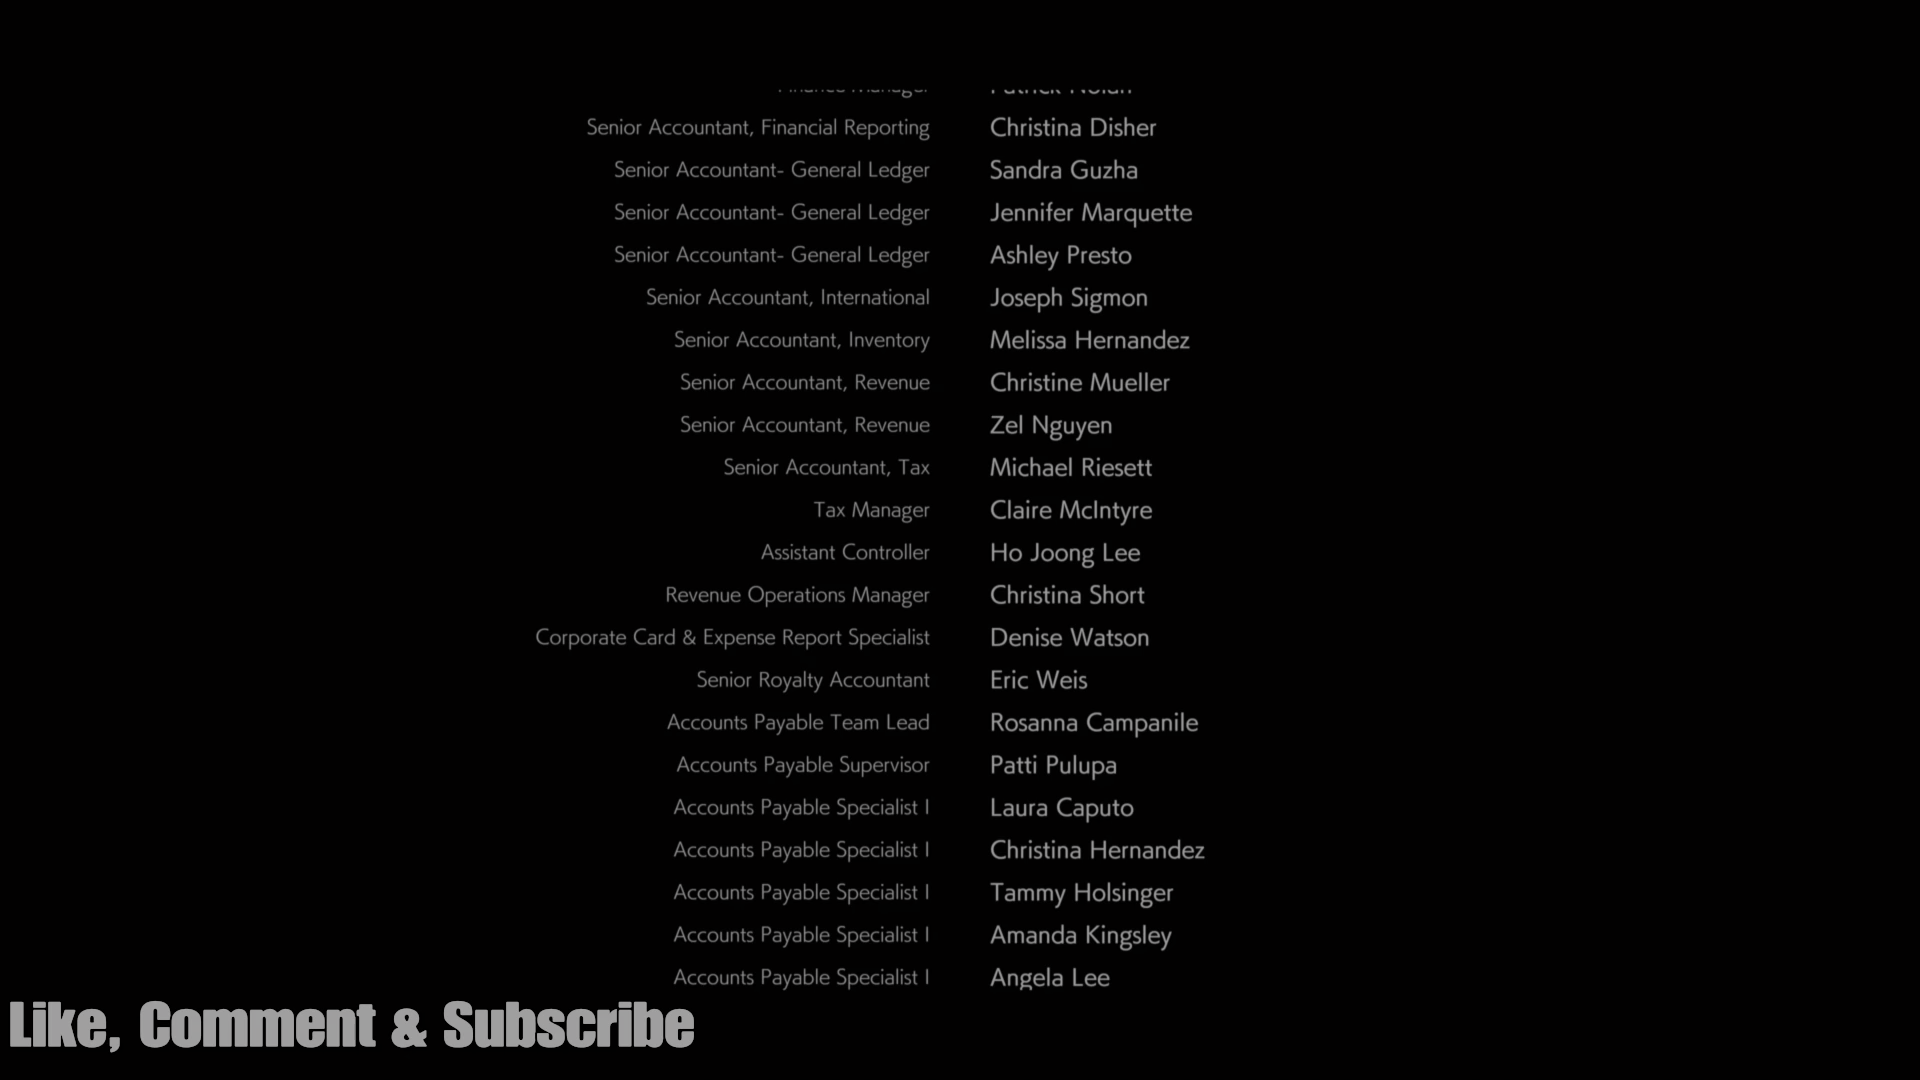 Finance Manager Patrick Nolan
Senior Accountant, Financial Reporting Christina Disher
Senior Accountant- General Ledger Sandra Guzha
Senior Accountant- General Ledger Jennifer Marquette
Senior Accountant- General Ledger Ashley Presto
Senior Accountant, International Joseph Sigmon
Senior Accountant, Inventory Melissa Hernandez
Senior Accountant, Revenue Christine Mueller
Senior Accountant, Revenue Zel Nguyen
Senior Accountant, Tax Michael Riesett
Tax Manager Claire McIntyre
Assistant Controller Ho Joong Lee
Revenue Operations Manager Christina Short
Corporate Card & Expense Report Specialist Denise Watson
Senior Royalty Accountant Eric Weis
Accounts Payable Team Lead Rosanna Campanile
Accounts Payable Supervisor Patti Pulupa
Accounts Payable Specialist I Laura Caputo
Accounts Payable Specialist I Christina Hernandez
Accounts Payable Specialist I Tammy Holsinger
Accounts Payable Specialist I Amanda Kingsley
Accounts Payable Specialist I Angela Lee
Like, Comment & Subscribe